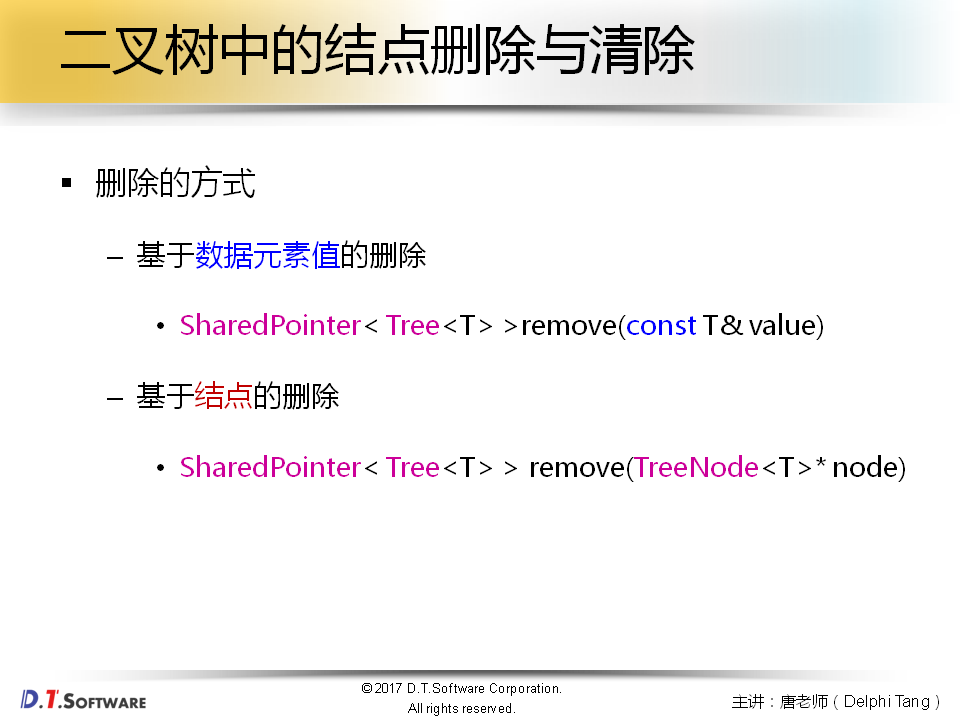 二叉树中的结点删除与清除
▪ 删除的方式
– 基于数据元素值的删除
• SharedPointer< Tree<T> >remove(const T& value)
– 基于结点的删除
• SharedPointer< Tree<T> > remove(TreeNode<T>* node)
D.T.SOFTWARE
©2017 D.T.Software Corporation.
All rights reserved.
主讲：唐老师（Delphi Tang）